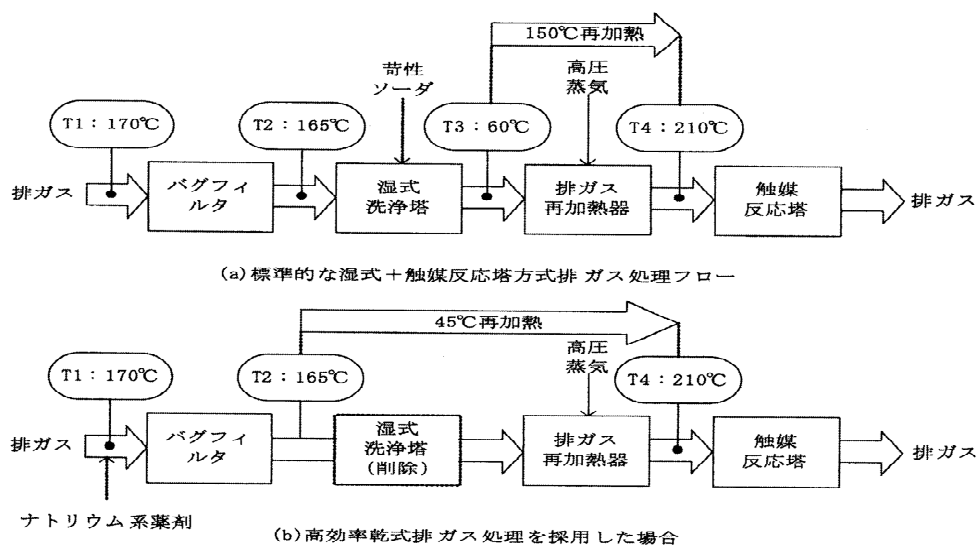 150℃再加熱
苛性
ソーダ
高圧
蒸気
T1：170℃
T2：165℃
T3：60℃
T4：210℃
排ガス
バグフィ
ルタ
湿式
洗浄塔
排ガス
再加熱器
触媒
反応塔
排ガス
(a)標準的な湿式＋触媒反応塔方式排ガス処理フロー
45℃再加熱
高圧
蒸気
T1：170℃
T2：165℃
T4：210℃
排ガス
バグフィ
ルタ
湿式
洗浄塔
(削除)
排ガス
再加熱器
触媒
反応塔
排ガス
ナトリウム系薬剤
(b)高効率乾式排ガス処理を採用した場合